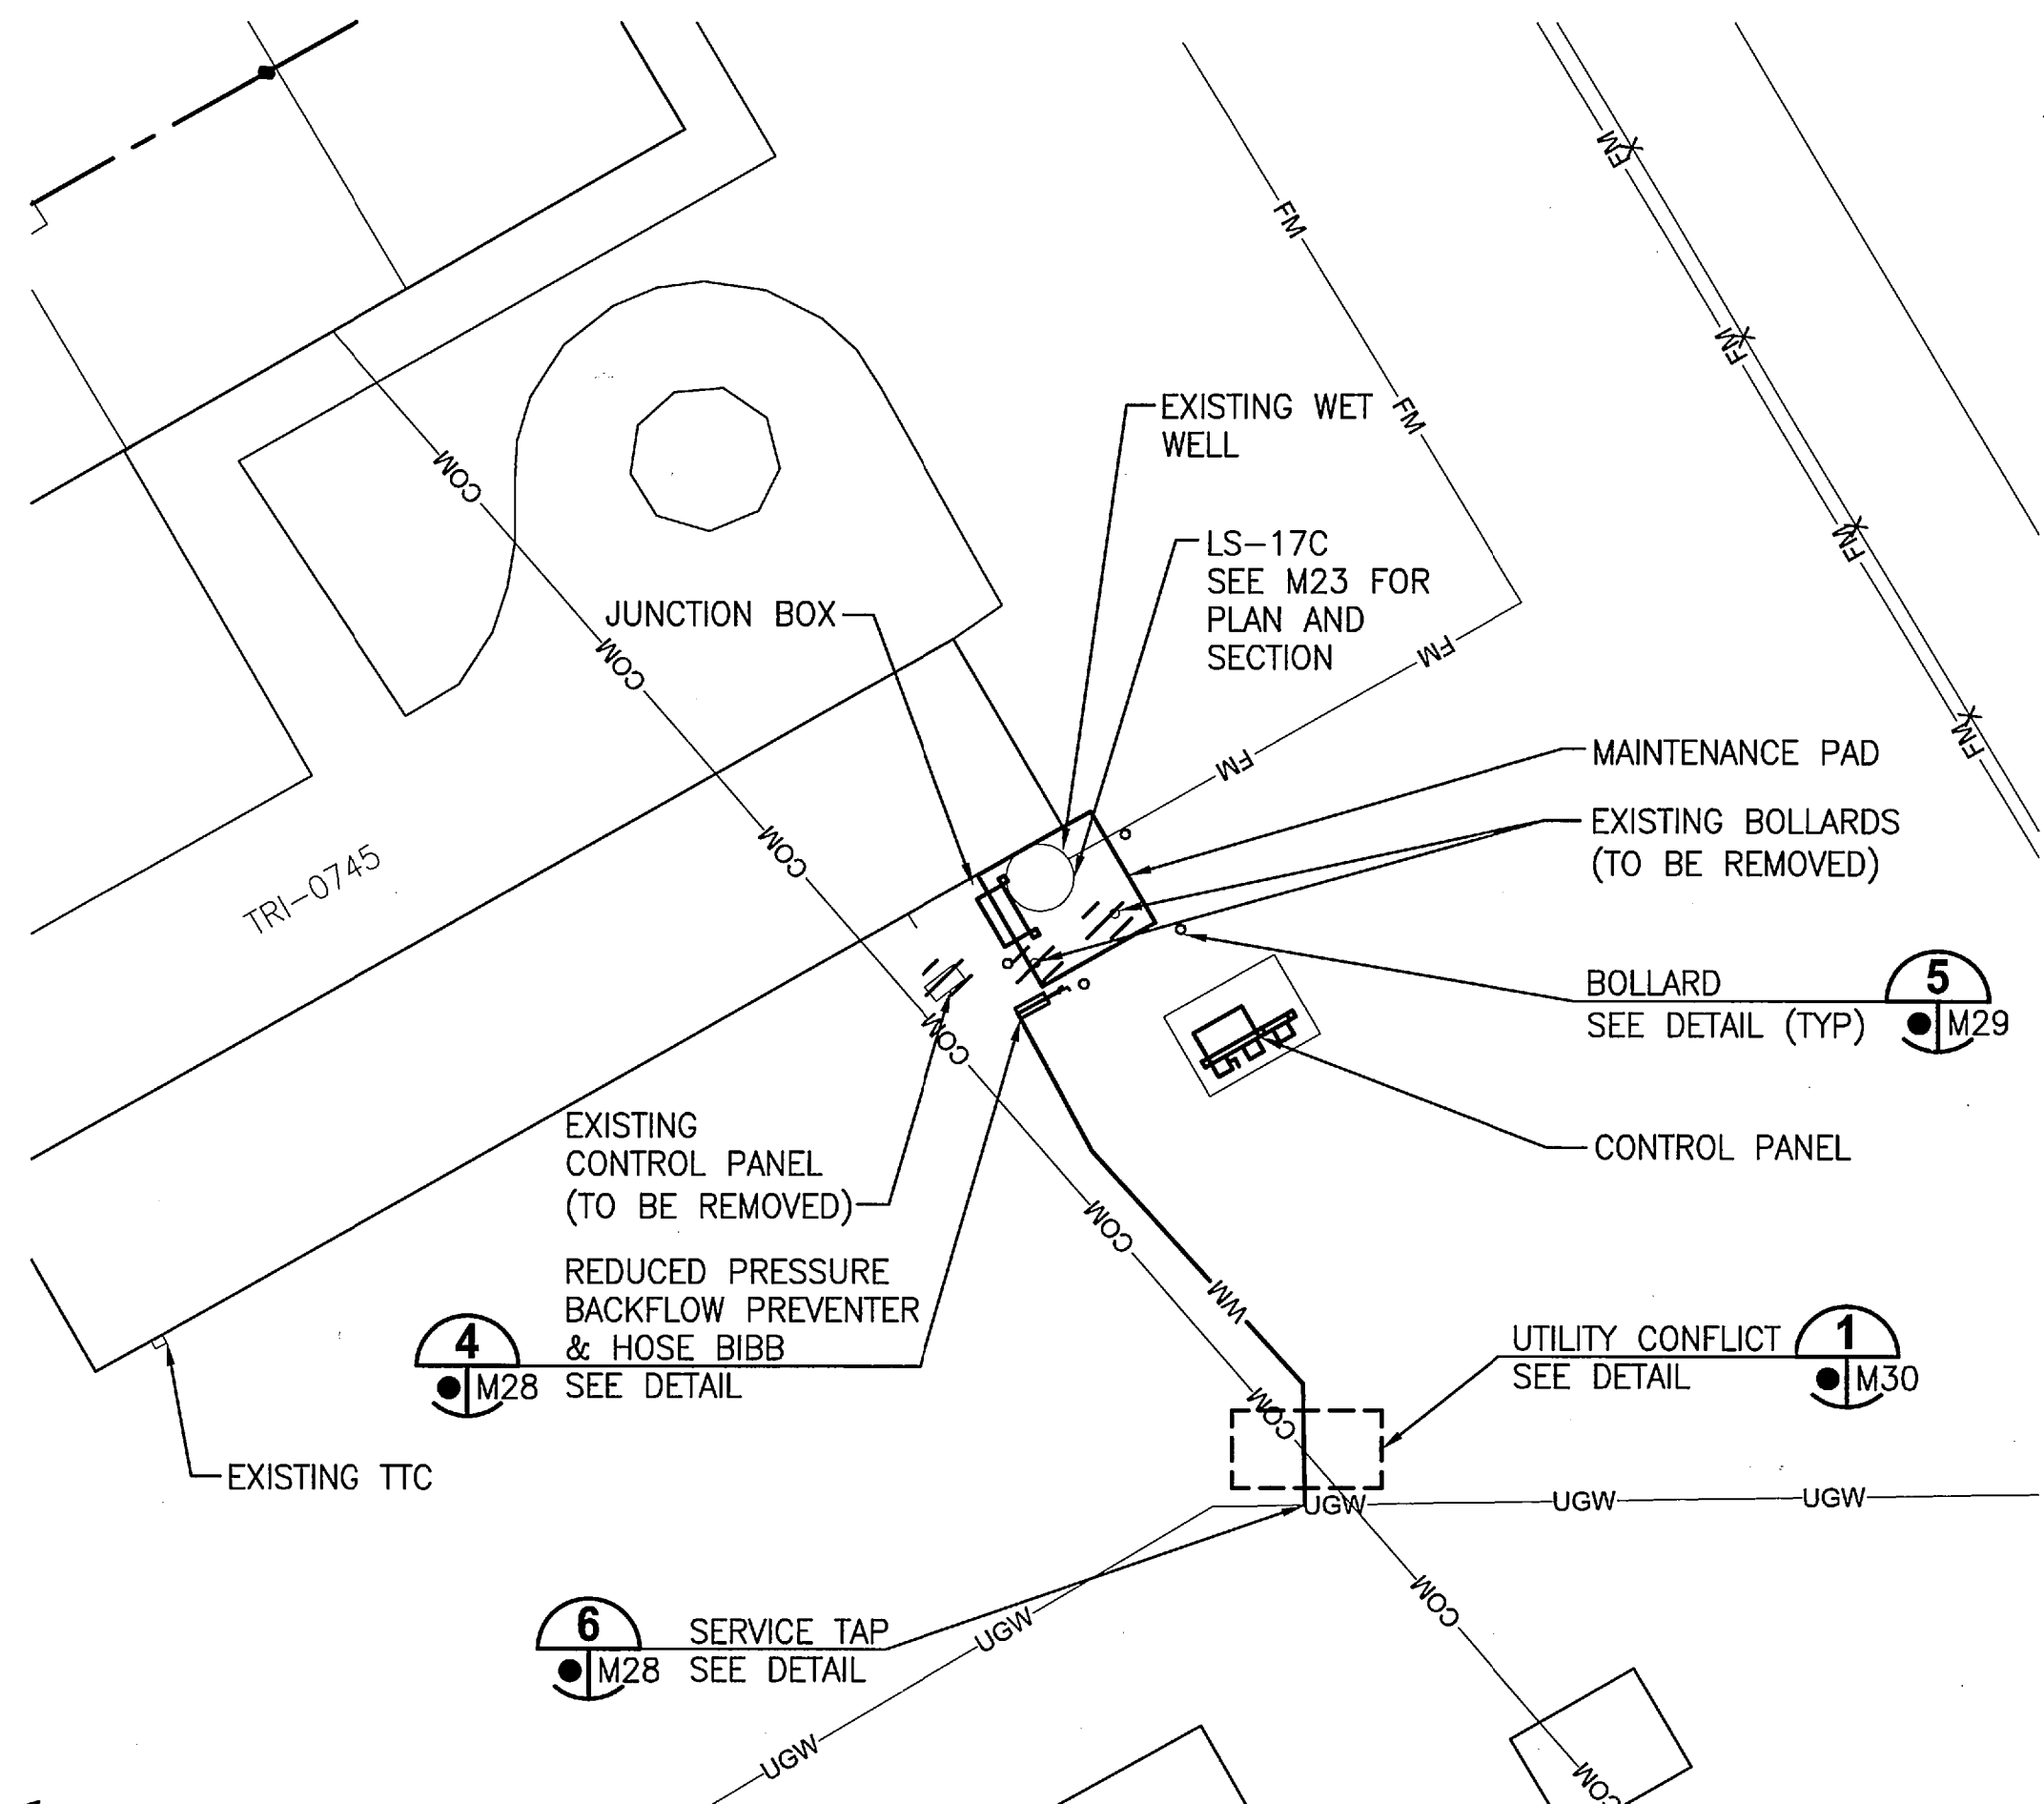 FM
FM
FM
FM
FM
FM
FM
FM
FM
EXISTING WET
WELL
COM
LS-17C
SEE M23 FOR
PLAN AND
SECTION
JUNCTION BOX
COM
MAINTENANCE PAD
EXISTING BOLLARDS
(TO BE REMOVED)
COM
TRI-0745
BOLLARD
SEE DETAIL (TYP)
5
M29
COM
CONTROL PANEL
EXISTING
CONTROL PANEL
(TO BE REMOVED)
COM
REDUCED PRESSURE
BACKFLOW PREVENTER
& HOSE BIBB
SEE DETAIL
4
M28
WM
UTILITY CONFLICT
SEE DETAIL
1
M30
COM
EXISTING TTC
UGW
UGW
UGW
COM
6
M28
SERVICE TAP
SEE DETAIL
UGW
UGW
COM